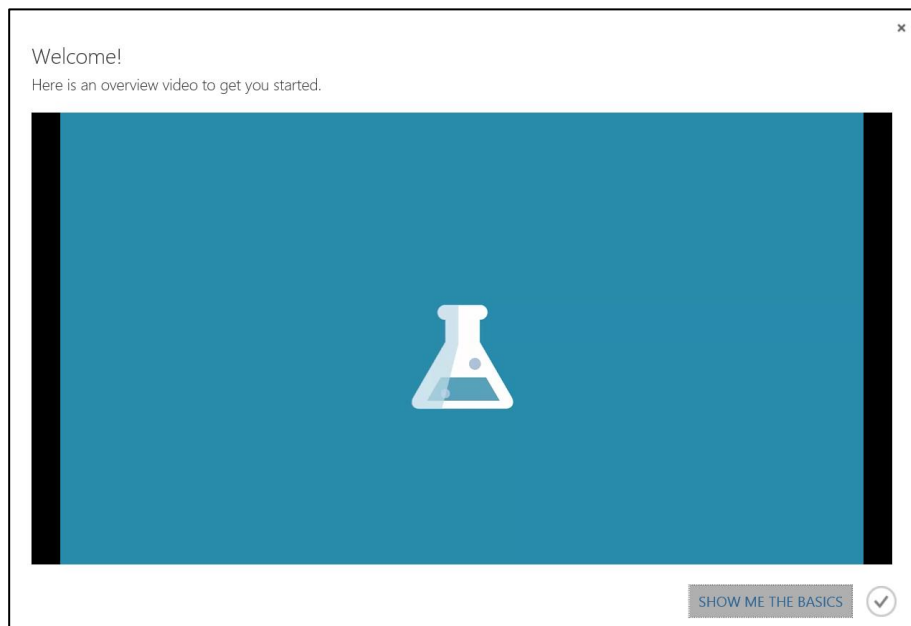 Welcome!
Here is an overview video to get you started.
SHOW ME THE BASICS